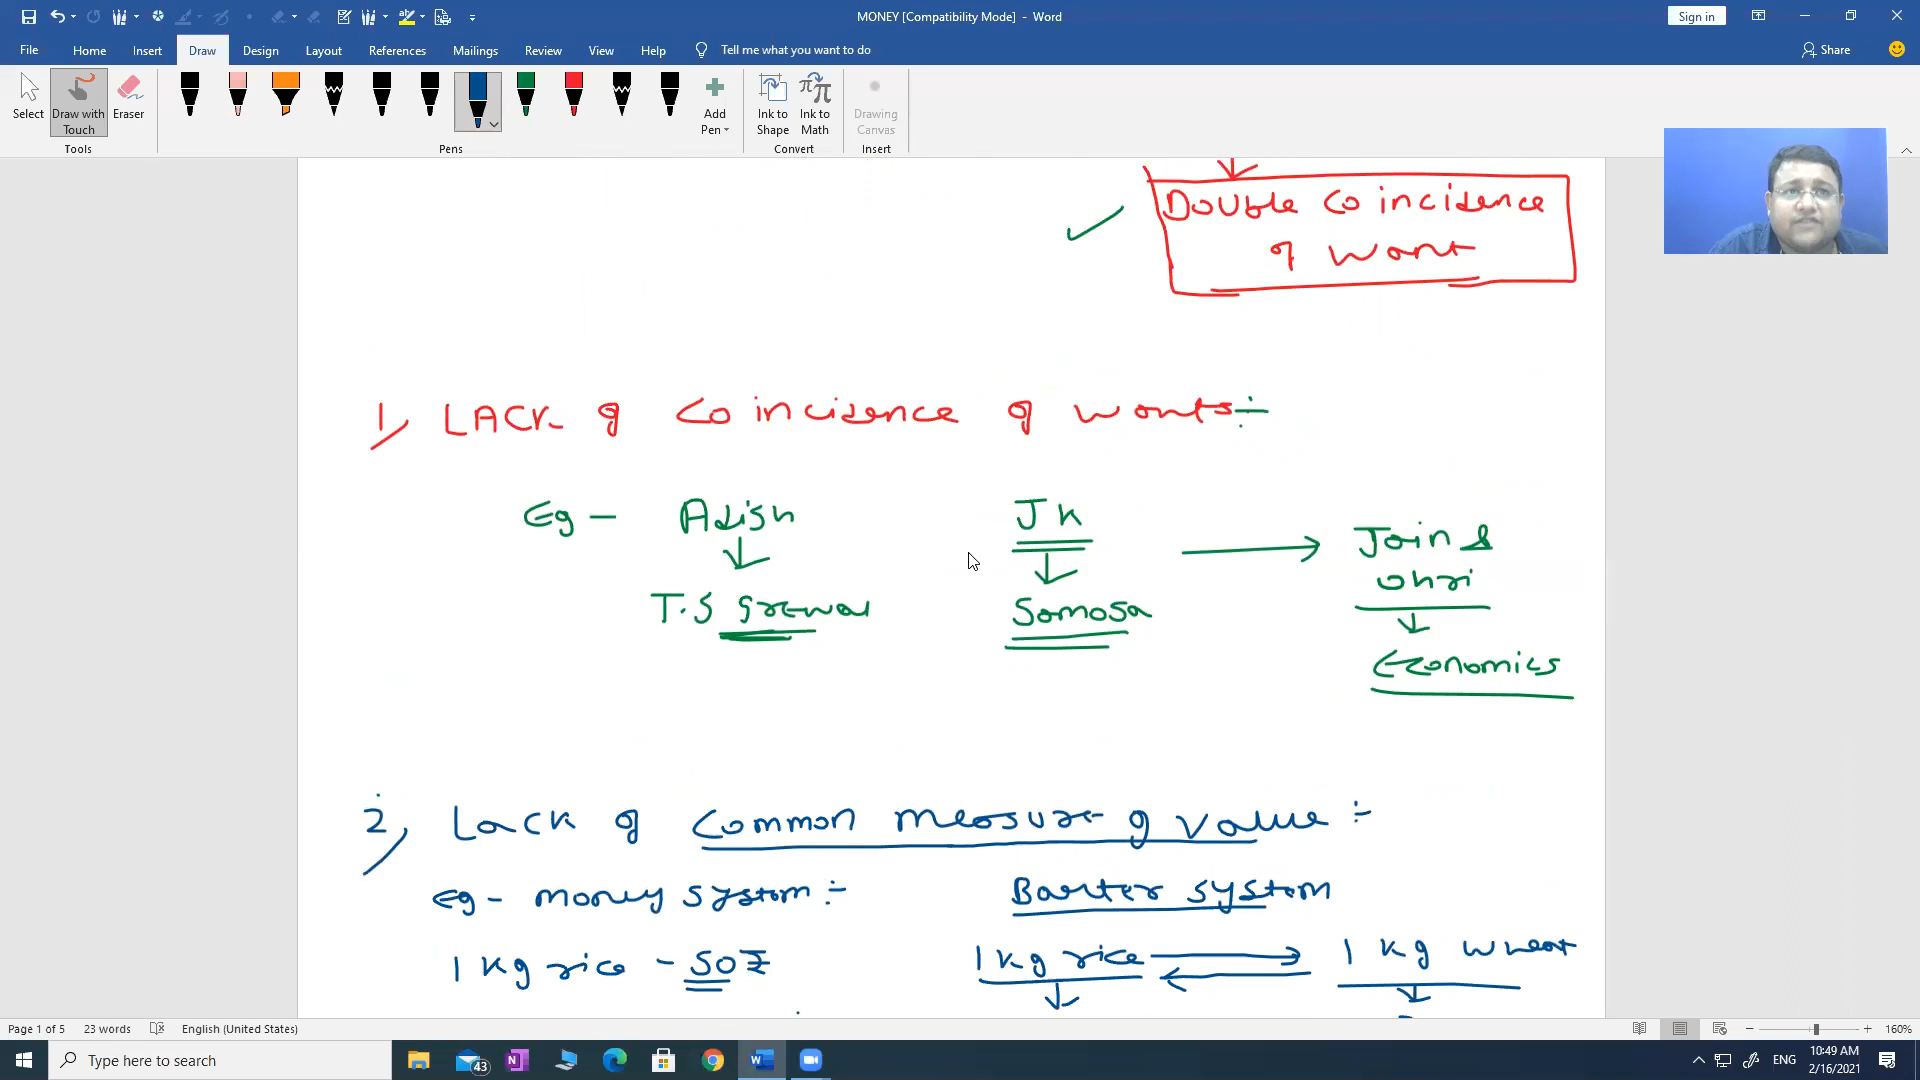 MONEY [Compatibility Mode] - Word
Sign in
File Home Insert Draw Design Layout References Mailings Review View Help Tell me what you want to do
Share
Select
Draw with Touch
Eraser
Add Pen
Ink to Shape
Ink to Math
Drawing Canvas
Tools
Pens
Convert
Insert
Double Coincidence
of Want
1, LACK of Coincidence of wants ÷
Eg - Adish
JK
T.S Grewal
Somosa
Join &
ohri
Economics
2, Lack of common measure of value ÷
Eg - money system ÷
Barter system
1 Kg rice - 50₹
1 kg rice
1 kg wheat
Page 1 of 5 23 words English (United States)
160%
Type here to search
43
ENG
10:49 AM
2/16/2021